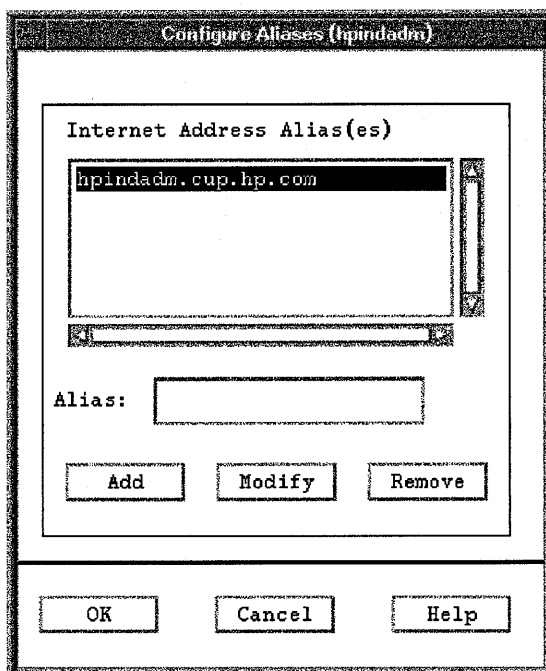 Configure Aliases (hpindadm)
Internet Address Alias(es)
hpindadm.cup.hp.com
Alias:
Add Modify Remove
OK Cancel Help